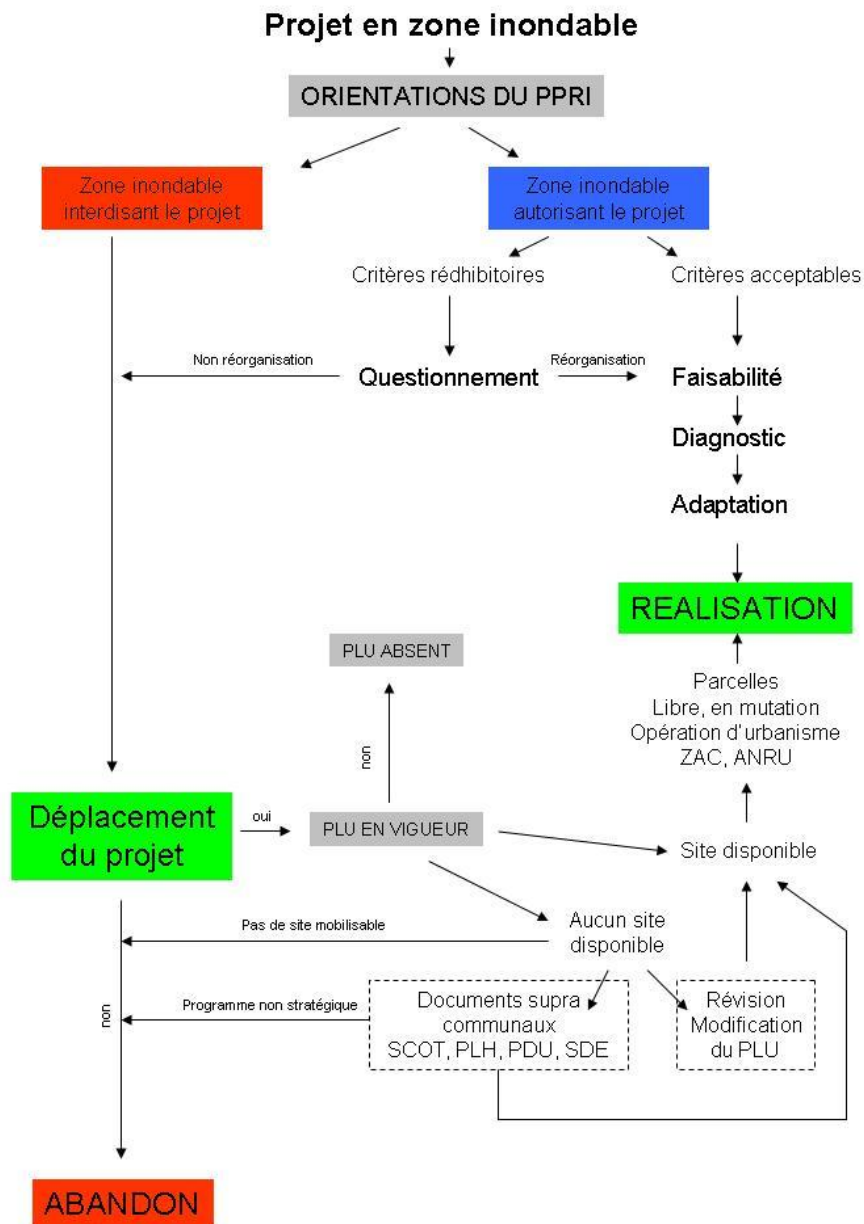 Projet en zone inondable
ORIENTATIONS DU PPRI
Zone inondable
interdisant le projet
Zone inondable
autorisant le projet
Critères rédhibitoires
Critères acceptables
Non réorganisation
Questionnement
Réorganisation
Faisabilité
Diagnostic
Adaptation
REALISATION
PLU ABSENT
Parcelles
Libre, en mutation
Opération d'urbanisme
ZAC, ANRU
non
Déplacement
du projet
oui
PLU EN VIGUEUR
Site disponible
Aucun site
disponible
Pas de site mobilisable
Programme non stratégique
Documents supra
communaux
SCOT, PLH, PDU, SDE
Révision
Modification
du PLU
non
ABANDON